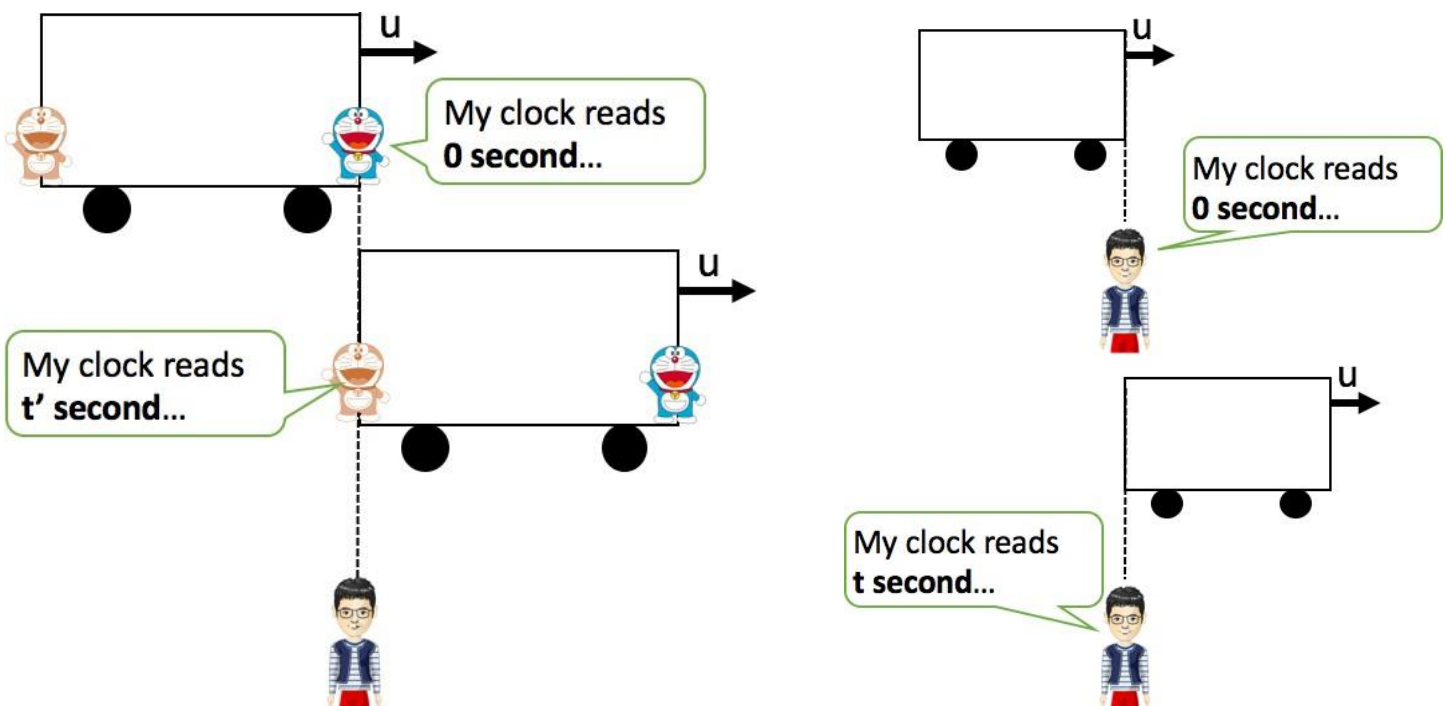 u
My clock reads
0 second...
u
My clock reads
t' second...
u
My clock reads
0 second...
u
My clock reads
t second...